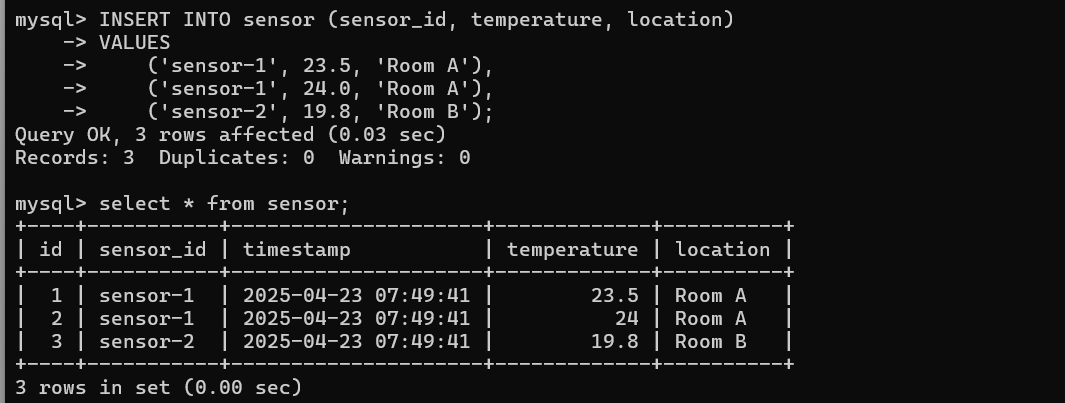 mysql> INSERT INTO sensor (sensor_id, temperature, location)
    -> VALUES
    ->     ('sensor-1', 23.5, 'Room A'),
    ->     ('sensor-1', 24.0, 'Room A'),
    ->     ('sensor-2', 19.8, 'Room B');
Query OK, 3 rows affected (0.03 sec)
Records: 3  Duplicates: 0  Warnings: 0

mysql> select * from sensor;
+----+-----------+---------------------+-------------+----------+
| id | sensor_id | timestamp           | temperature | location |
+----+-----------+---------------------+-------------+----------+
|  1 | sensor-1  | 2025-04-23 07:49:41 |        23.5 | Room A   |
|  2 | sensor-1  | 2025-04-23 07:49:41 |          24 | Room A   |
|  3 | sensor-2  | 2025-04-23 07:49:41 |        19.8 | Room B   |
+----+-----------+---------------------+-------------+----------+
3 rows in set (0.00 sec)